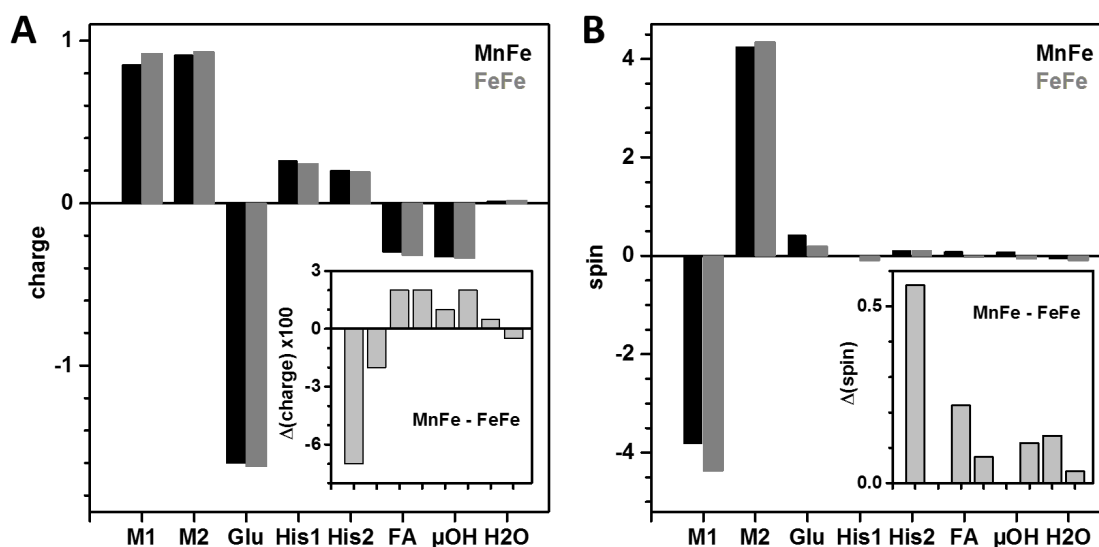 A
MnFe
FeFe
1
0
-1
charge
3
0
-3
-6
Δ(charge) x100
MnFe - FeFe
M1 M2 Glu His1 His2 FA µOH H2O
B
MnFe
FeFe
4
2
0
-2
-4
spin
0.5
0.0
Δ(spin)
MnFe - FeFe
M1 M2 Glu His1 His2 FA µOH H2O